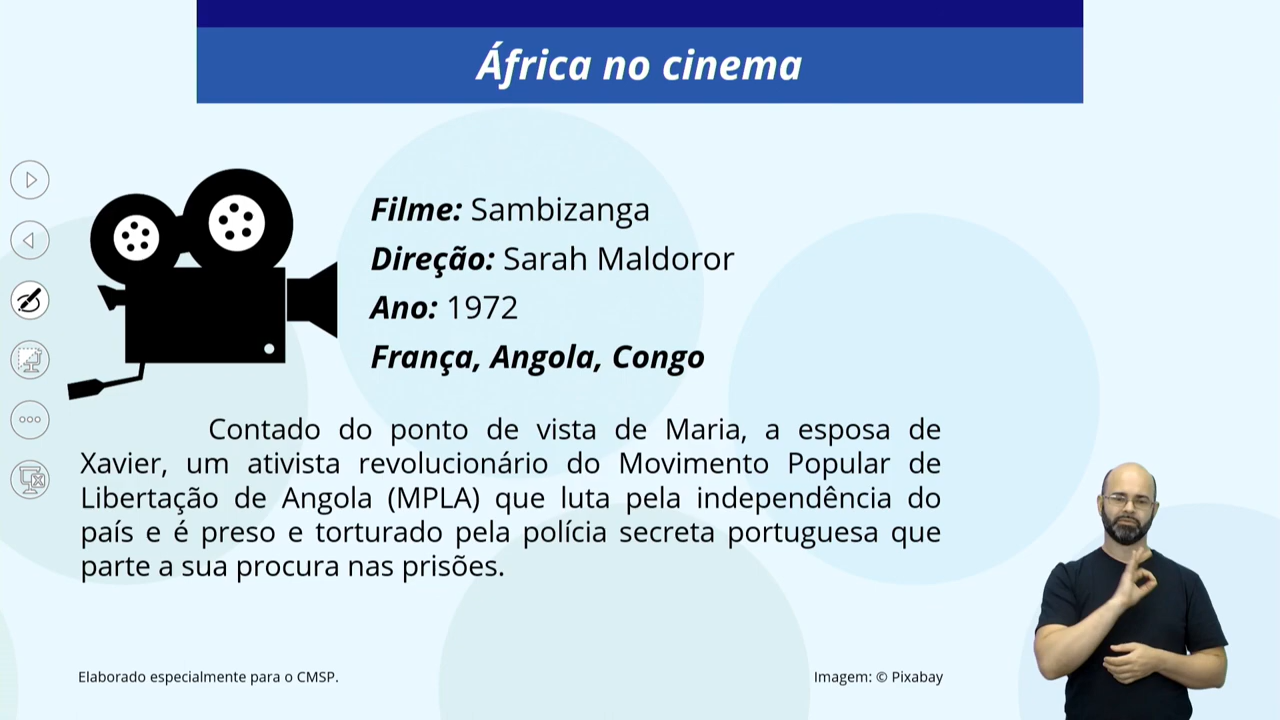 África no cinema
Filme: Sambizanga
Direção: Sarah Maldoror
Ano: 1972
França, Angola, Congo
Contado do ponto de vista de Maria, a esposa de
Xavier, um ativista revolucionário do Movimento Popular de
Libertação de Angola (MPLA) que luta pela independência do
país e é preso e torturado pela polícia secreta portuguesa que
parte a sua procura nas prisões.
Elaborado especialmente para o CMSP.
Imagem: © Pixabay